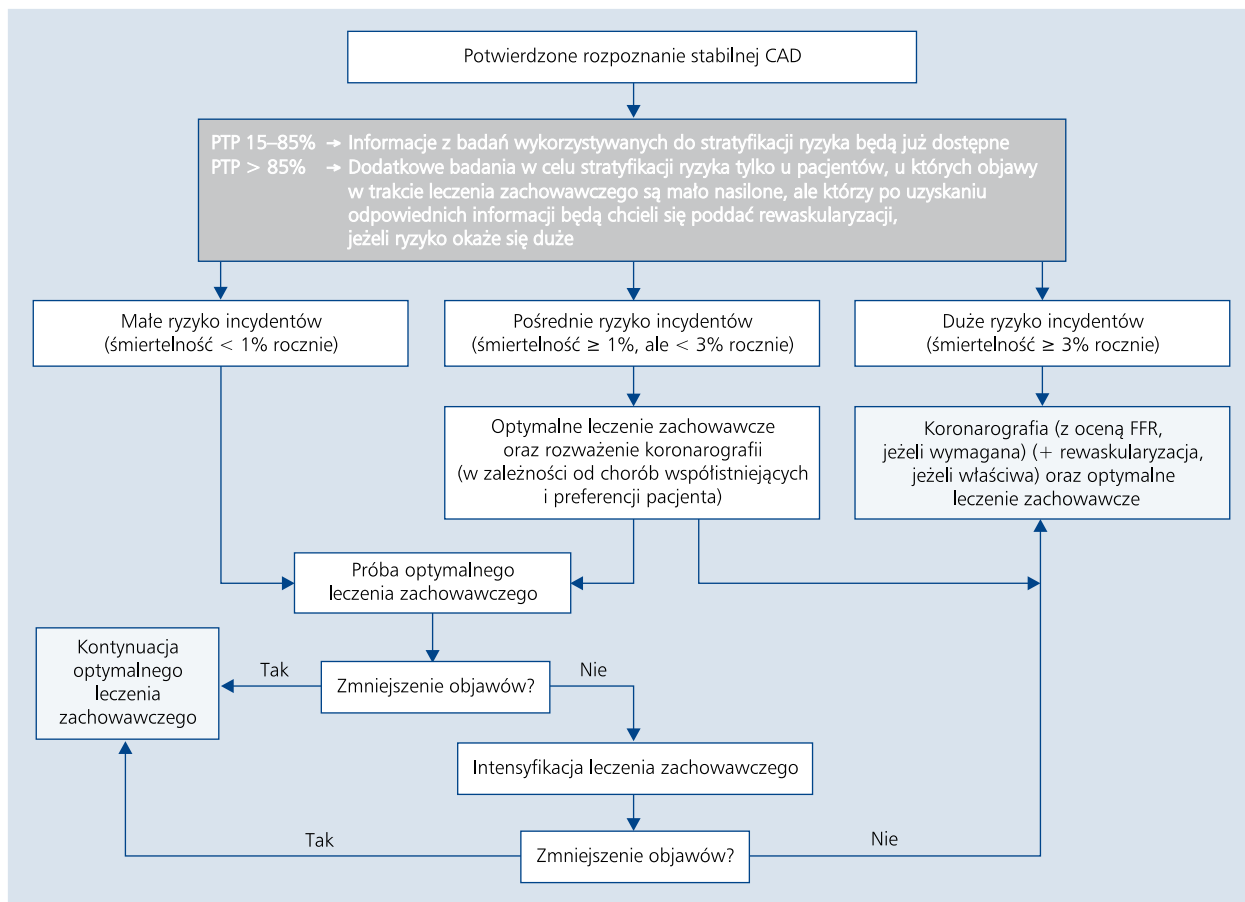 Potwierdzone rozpoznanie stabilnej CAD
PTP 15–85% → Informacje z badań wykorzystywanych do stratyfikacji ryzyka będą już dostępne
PTP > 85% → Dodatkowe badania w celu stratyfikacji ryzyka tylko u pacjentów, u których objawy
w trakcie leczenia zachowawczego są mało nasilone, ale którzy po uzyskaniu
odpowiednich informacji będą chcieli się poddać rewaskularyzacji,
jeżeli ryzyko okaże się duże
Małe ryzyko incydentów
(śmiertelność < 1% rocznie)
Pośrednie ryzyko incydentów
(śmiertelność ≥ 1%, ale < 3% rocznie)
Duże ryzyko incydentów
(śmiertelność ≥ 3% rocznie)
Optymalne leczenie zachowawcze
oraz rozważenie koronarografii
(w zależności od chorób współistniejących
i preferencji pacjenta)
Koronarografia (z oceną FFR,
jeżeli wymagana) (+ rewaskularyzacja,
jeżeli właściwa) oraz optymalne
leczenie zachowawcze
Próba optymalnego
leczenia zachowawczego
Kontynuacja
optymalnego
leczenia
zachowawczego
Tak
Zmniejszenie objawów?
Nie
Intensyfikacja leczenia zachowawczego
Tak
Zmniejszenie objawów?
Nie